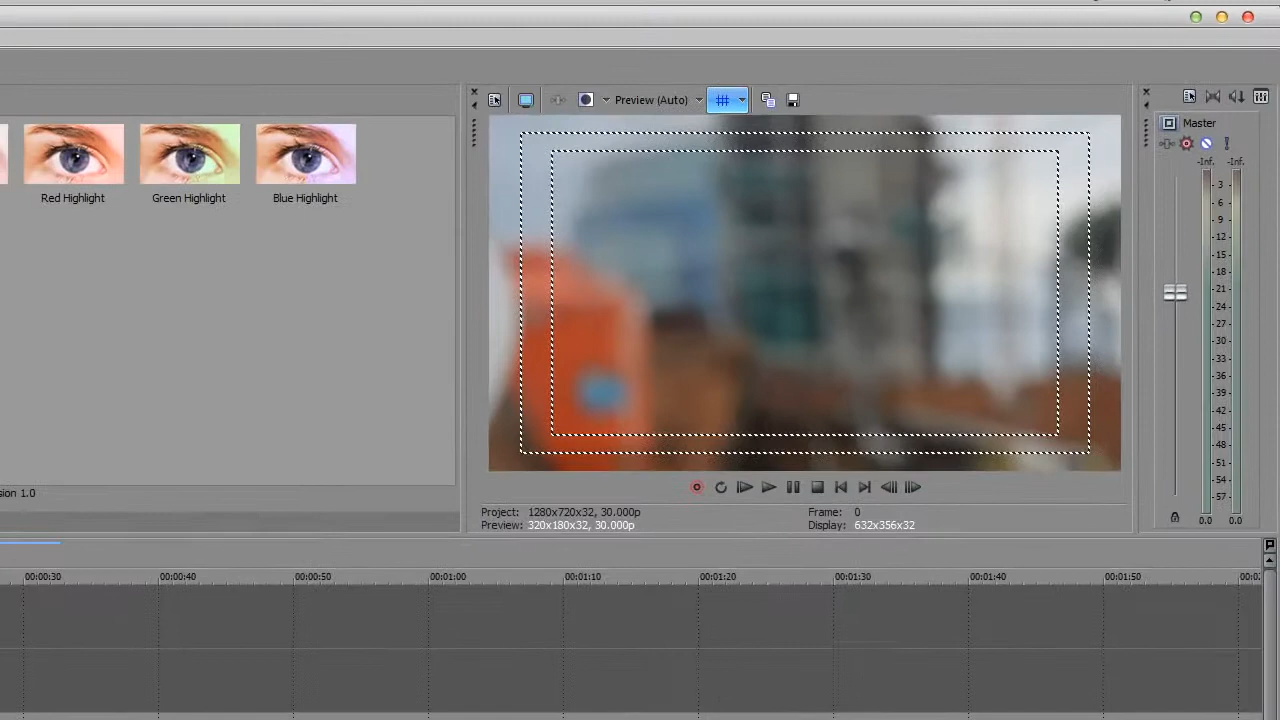 Preview (Auto)
Master
-Inf. -Inf.
- 3 -
- 6 -
- 9 -
- 12 -
- 15 -
- 18 -
- 21 -
- 24 -
- 27 -
- 30 -
- 33 -
- 36 -
- 39 -
- 42 -
- 45 -
- 48 -
- 51 -
- 54 -
- 57 -
0.0 0.0
Red Highlight Green Highlight Blue Highlight
sion 1.0
Project: 1280x720x32, 30.000p Frame: 0
Preview: 320x180x32, 30.000p Display: 632x356x32
00:00:30 00:00:40 00:00:50 00:01:00 00:01:10 00:01:20 00:01:30 00:01:40 00:01:50 00:0